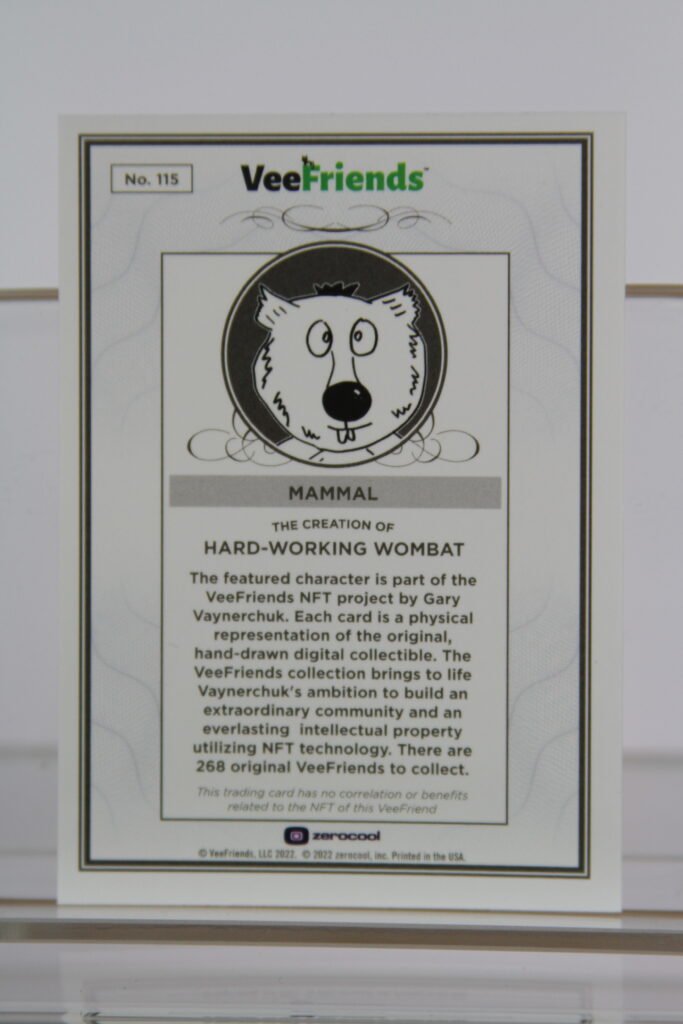 No. 115
VeeFriends™
MAMMAL
THE CREATION OF
HARD-WORKING WOMBAT
The featured character is part of the
VeeFriends NFT project by Gary
Vaynerchuk. Each card is a physical
representation of the original,
hand-drawn digital collectible. The
VeeFriends collection brings to life
Vaynerchuk's ambition to build an
extraordinary community and an
everlasting intellectual property
utilizing NFT technology. There are
268 original VeeFriends to collect.
This trading card has no correlation or benefits
related to the NFT of this VeeFriend
zerocool
© VeeFriends, LLC 2022. © 2022 zerocool, inc. Printed in the USA.